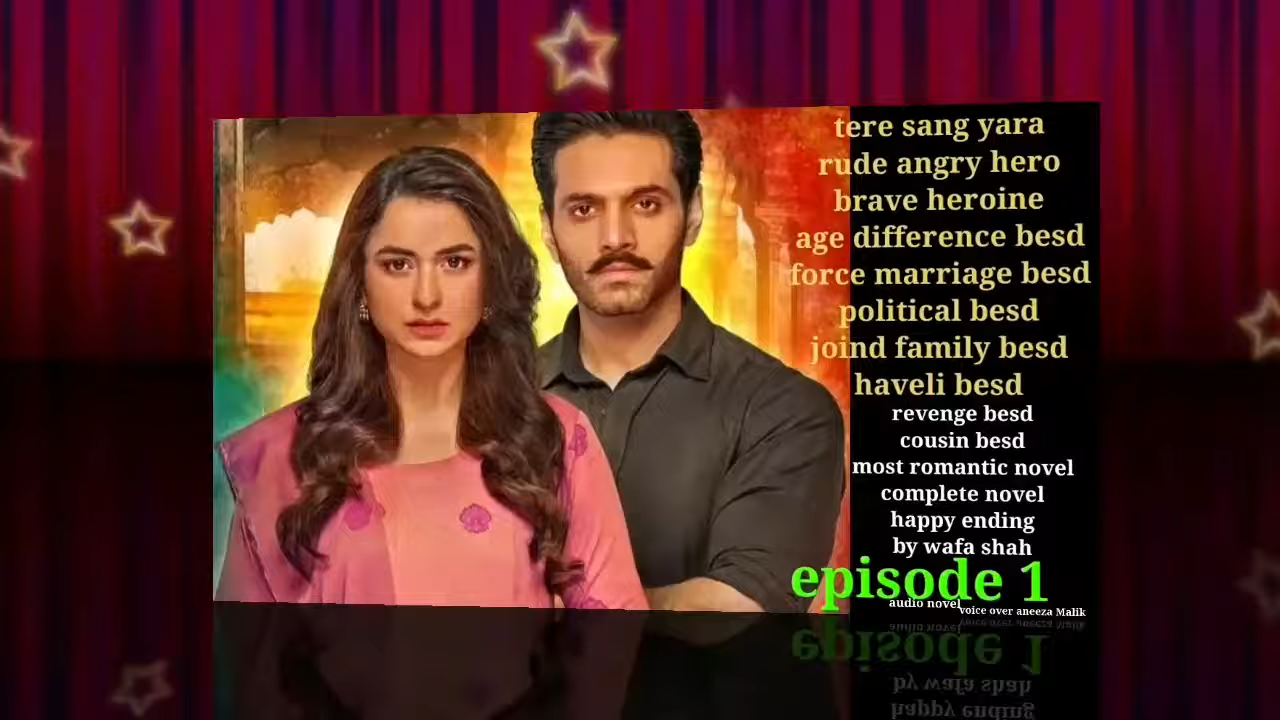 tere sang yara
rude angry hero
brave heroine
age difference besd
force marriage besd
political besd
joind family besd
haveli besd
revenge besd
cousin besd
most romantic novel
complete novel
happy ending
by wafa shah
episode 1
audio novel
voice over aneeza Malik